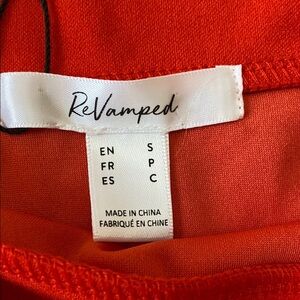 ReVamped
EN S
FR P
ES C
MADE IN CHINA
FABRIQUÉ EN CHINE